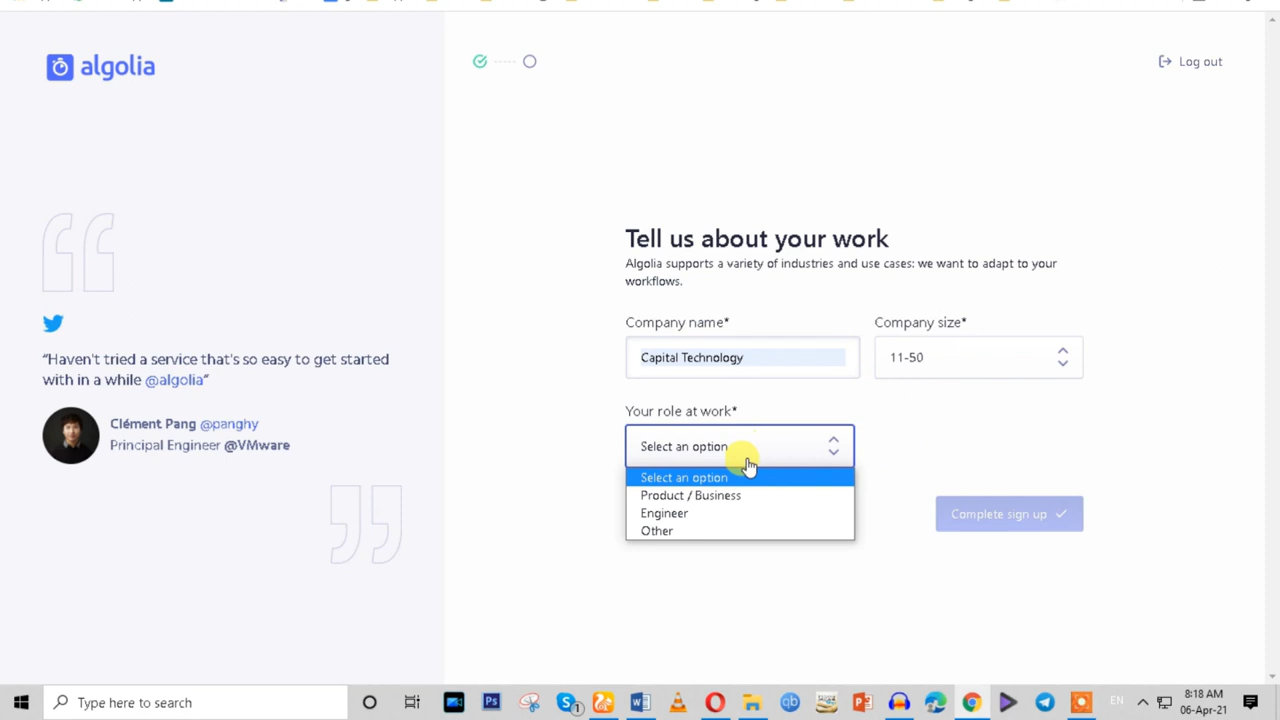 algolia
Log out
“Haven't tried a service that's so easy to get started
with in a while @algolia”
Clément Pang @panghy
Principal Engineer @VMware
Tell us about your work
Algolia supports a variety of industries and use cases: we want to adapt to your
workflows.
Company name*
Company size*
Capital Technology
11-50
Your role at work*
Select an option
Select an option
Product / Business
Engineer
Other
Complete sign up
Type here to search
Ps
S
1
W
qb
P
EN
8:18 AM
06-Apr-21